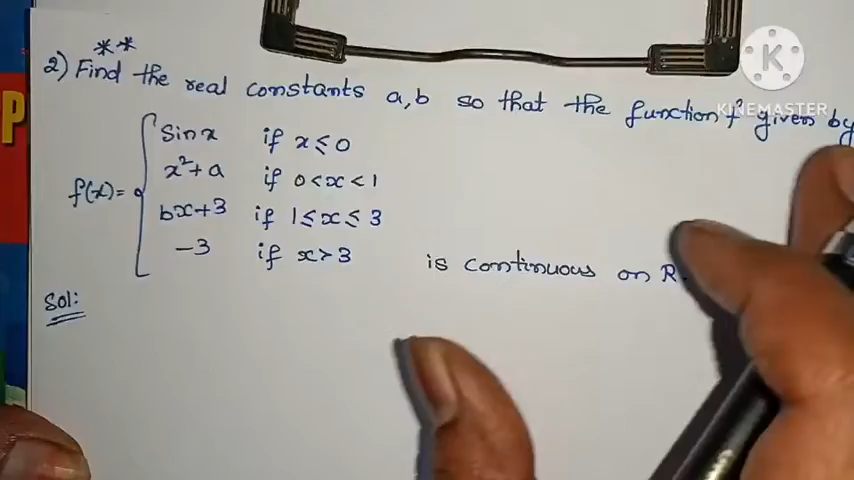 **
2) Find the real constants a,b so that the function f given by
f(x)= { sinx if x≤0
x²+a if 0<x<1
bx+3 if 1≤x≤3
-3 if x>3 is continuous on R.
Sol:
K
KINEMASTER
P